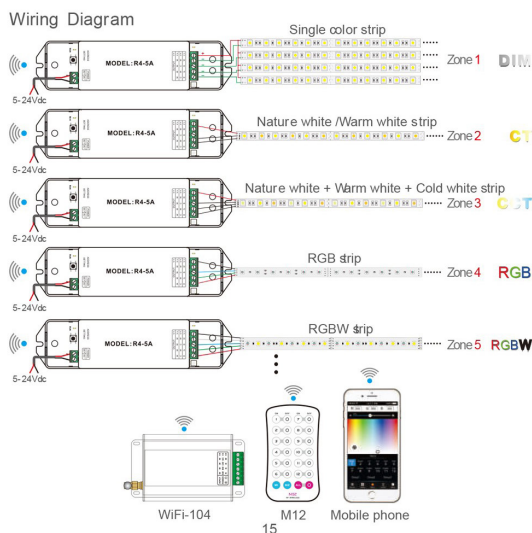 Wiring Diagram
Single color strip
MODEL:R4-5A
5-24Vdc
Zone 1
DIM
Nature white /Warm white strip
MODEL:R4-5A
5-24Vdc
Zone 2
CT
Nature white + Warm white + Cold white strip
MODEL:R4-5A
5-24Vdc
Zone 3
CCT
RGB strip
MODEL:R4-5A
5-24Vdc
Zone 4
RGB
RGBW strip
MODEL:R4-5A
5-24Vdc
Zone 5
RGBW
WiFi-104
M12
Mobile phone
15